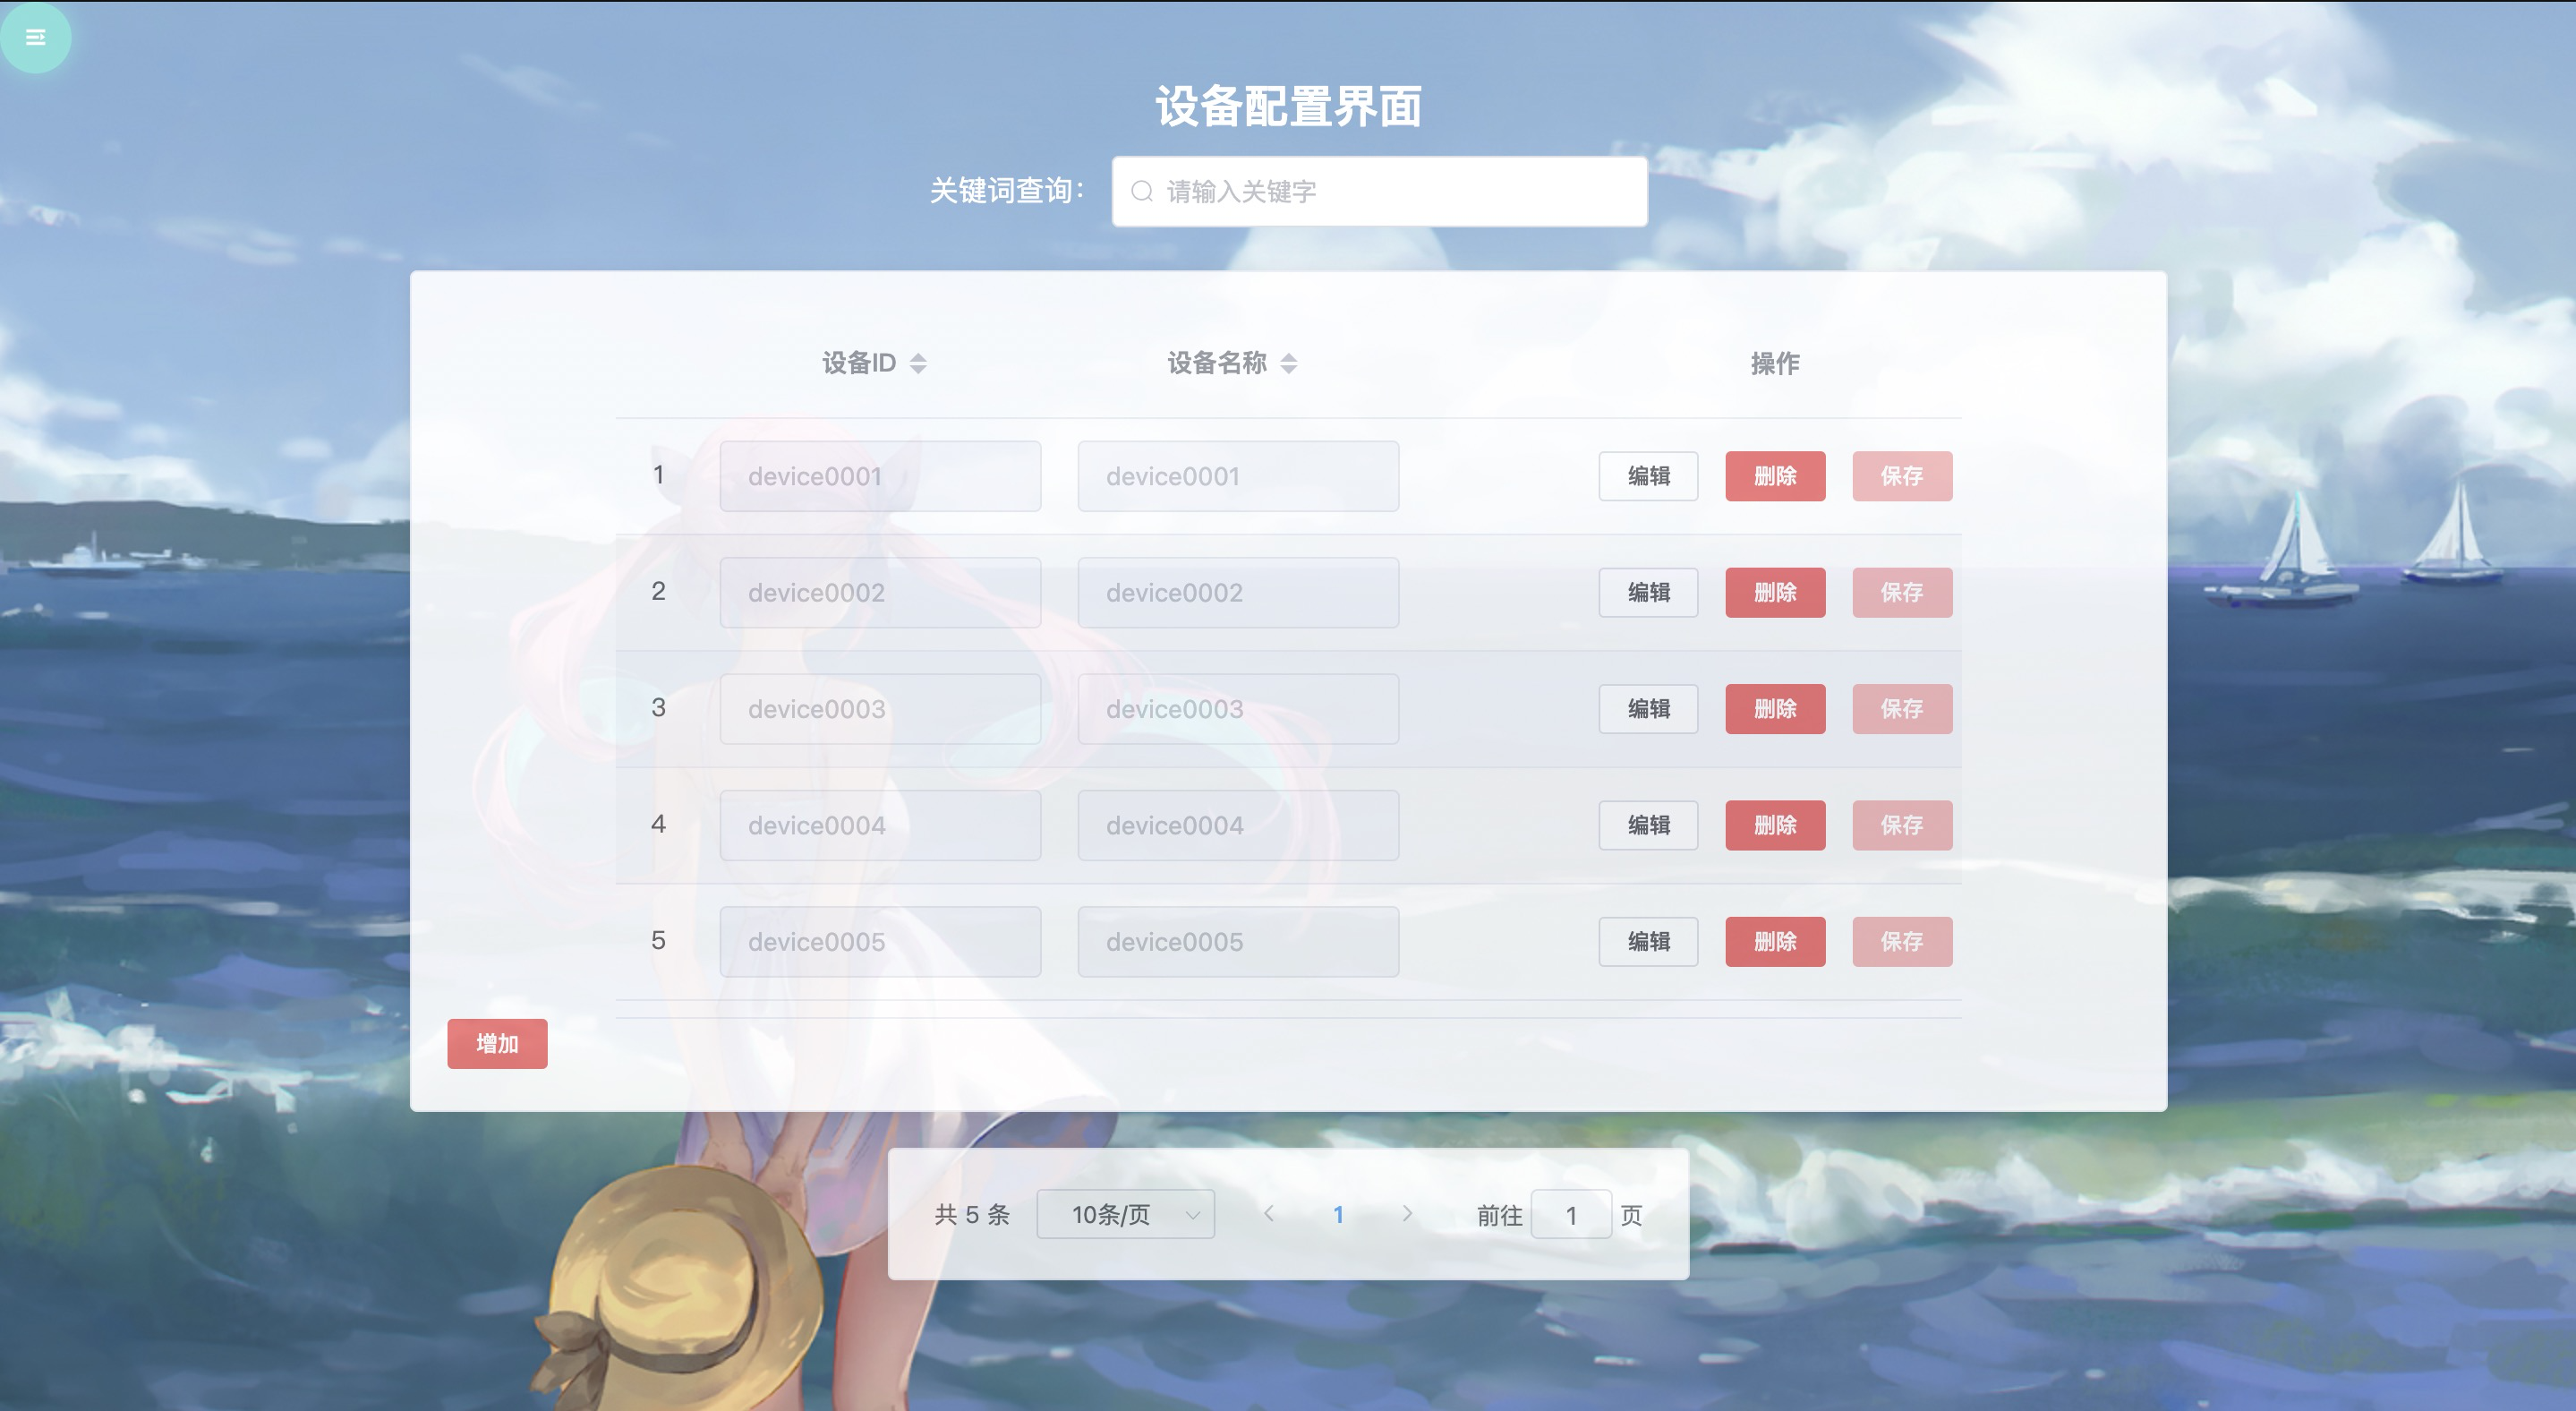 设备配置界面
关键词查询： 请输入关键字
设备ID 设备名称 操作
1 device0001 device0001 编辑 删除 保存
2 device0002 device0002 编辑 删除 保存
3 device0003 device0003 编辑 删除 保存
4 device0004 device0004 编辑 删除 保存
5 device0005 device0005 编辑 删除 保存
增加
共 5 条 10条/页 1 前往 1 页